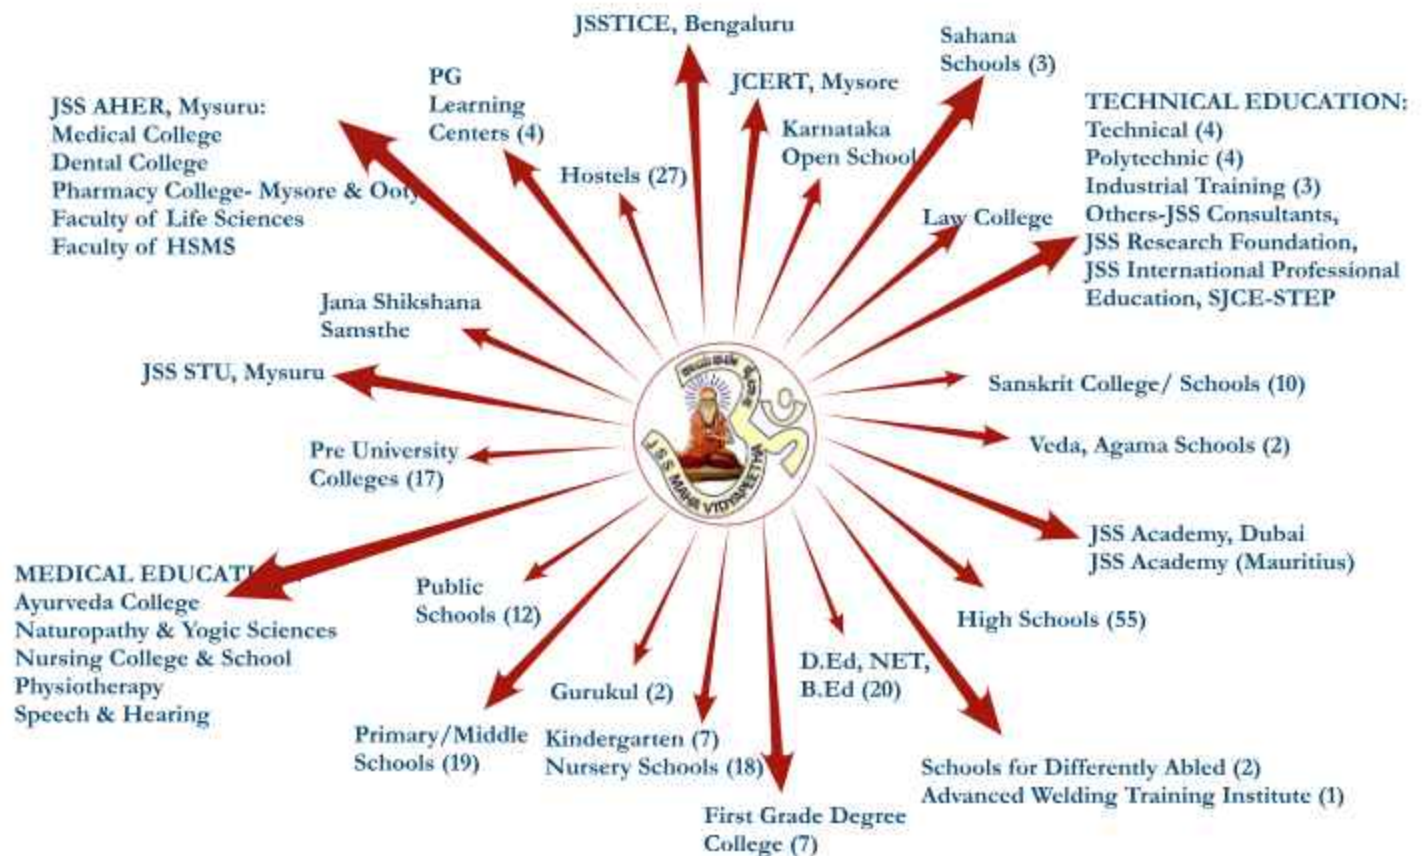 JSSTICE, Bengaluru
Sahana
Schools (3)
PG
Learning
Centers (4)
JCERT, Mysore
JSS AHER, Mysuru:
Medical College
Dental College
Pharmacy College- Mysore & Ooty
Faculty of Life Sciences
Faculty of HSMS
TECHNICAL EDUCATION:
Technical (4)
Polytechnic (4)
Industrial Training (3)
Others-JSS Consultants,
JSS Research Foundation,
JSS International Professional
Education, SJCE-STEP
Karnataka
Open School
Hostels (27)
Law College
Jana Shikshana
Samsthe
JSS STU, Mysuru
Sanskrit College/ Schools (10)
Veda, Agama Schools (2)
Pre University
Colleges (17)
JSS MAHA VIDYAPEETHA
JSS Academy, Dubai
JSS Academy (Mauritius)
MEDICAL EDUCATI
Ayurveda College
Naturopathy & Yogic Sciences
Nursing College & School
Physiotherapy
Speech & Hearing
Public
Schools (12)
High Schools (55)
D.Ed, NET,
B.Ed (20)
Gurukul (2)
Primary/Middle
Schools (19)
Kindergarten (7)
Nursery Schools (18)
Schools for Differently Abled (2)
Advanced Welding Training Institute (1)
First Grade Degree
College (7)